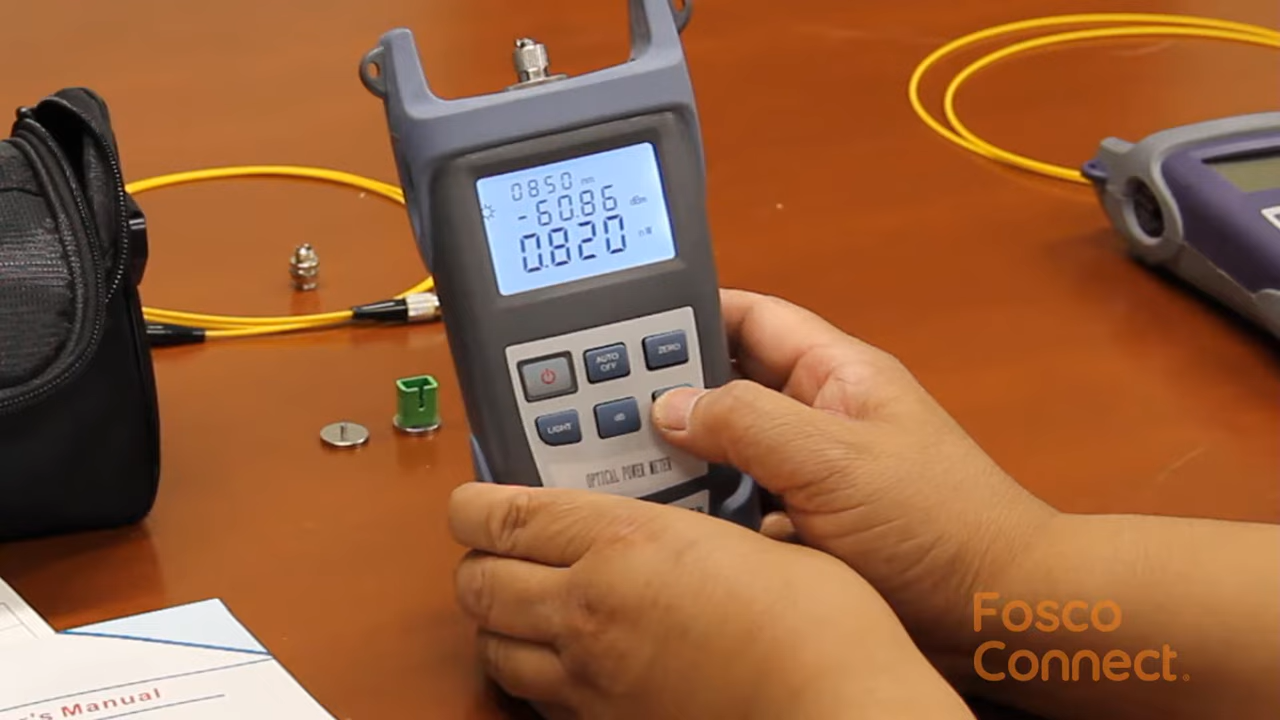 0850 nm
-60.86 dBm
0.820 nW
AUTO
OFF
ZERO
LIGHT
dB
OPTICAL POWER METER
's Manual
Fosco
Connect